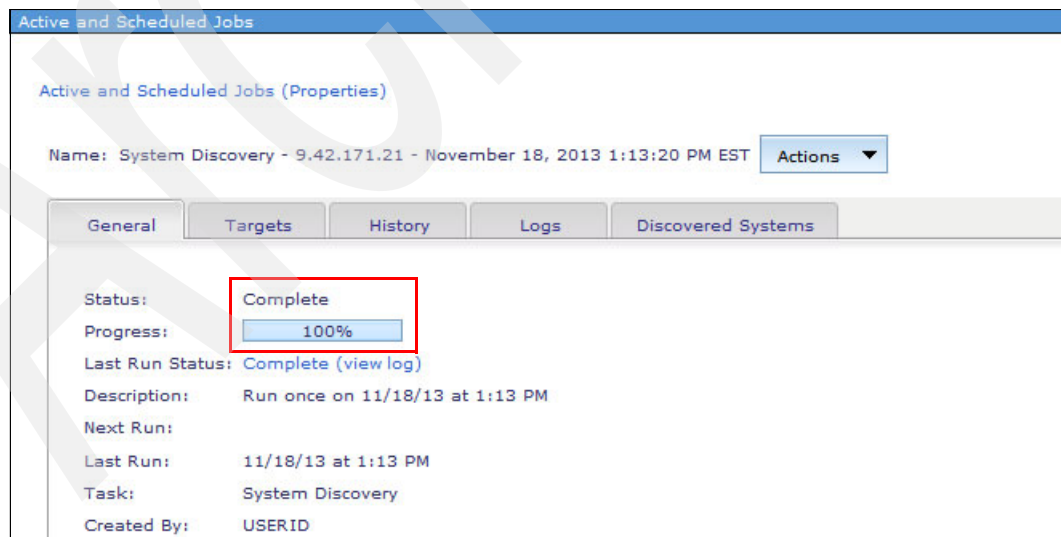 Active and Scheduled Jobs
Active and Scheduled Jobs (Properties)
Name: System Discovery - 9.42.171.21 - November 18, 2013 1:13:20 PM EST Actions
General Targets History Logs Discovered Systems
Status: Complete
Progress: 100%
Last Run Status: Complete (view log)
Description: Run once on 11/18/13 at 1:13 PM
Next Run:
Last Run: 11/18/13 at 1:13 PM
Task: System Discovery
Created By: USERID